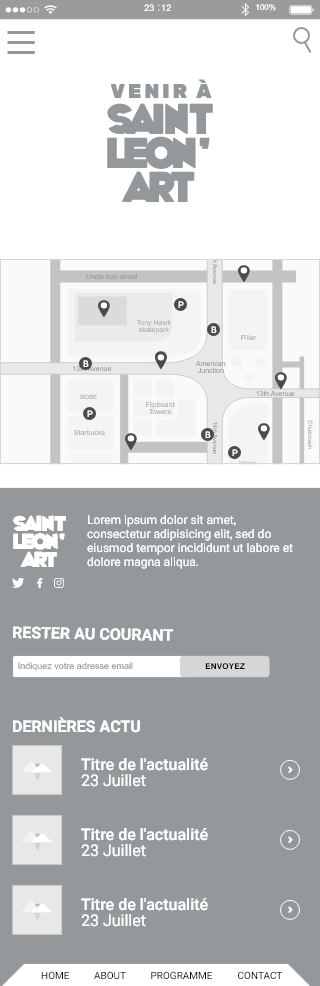 23 :12
100%
VENIR À
SAINT
LEON'
ART
Uncle tom street
Avenue
Tony Hawk
skatepark
Pillar
American
Junction
12th Avenue
13th Avenue
BOSE
Flipboard
Towers
Starbucks
14th Avenue
P
B
B
P
B
P
SAINT
LEON'
ART
Lorem ipsum dolor sit amet,
consectetur adipisicing elit, sed do
eiusmod tempor incididunt ut labore et
dolore magna aliqua.
RESTER AU COURANT
Indiquez votre adresse email
ENVOYEZ
DERNIÈRES ACTU
Titre de l'actualité
23 Juillet
Titre de l'actualité
23 Juillet
Titre de l'actualité
23 Juillet
HOME ABOUT PROGRAMME CONTACT